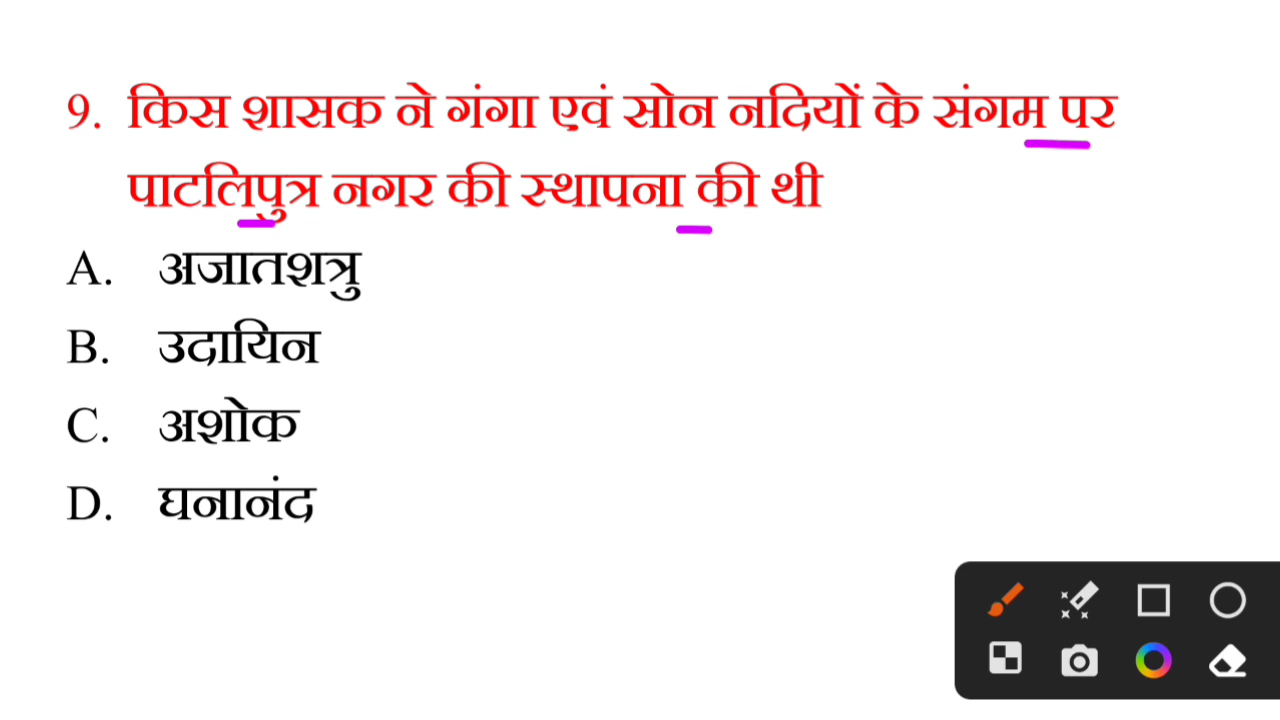 9. किस शासक ने गंगा एवं सोन नदियों के संगम पर
पाटलिपुत्र नगर की स्थापना की थी
A. अजातशत्रु
B. उदायिन
C. अशोक
D. घनानंद